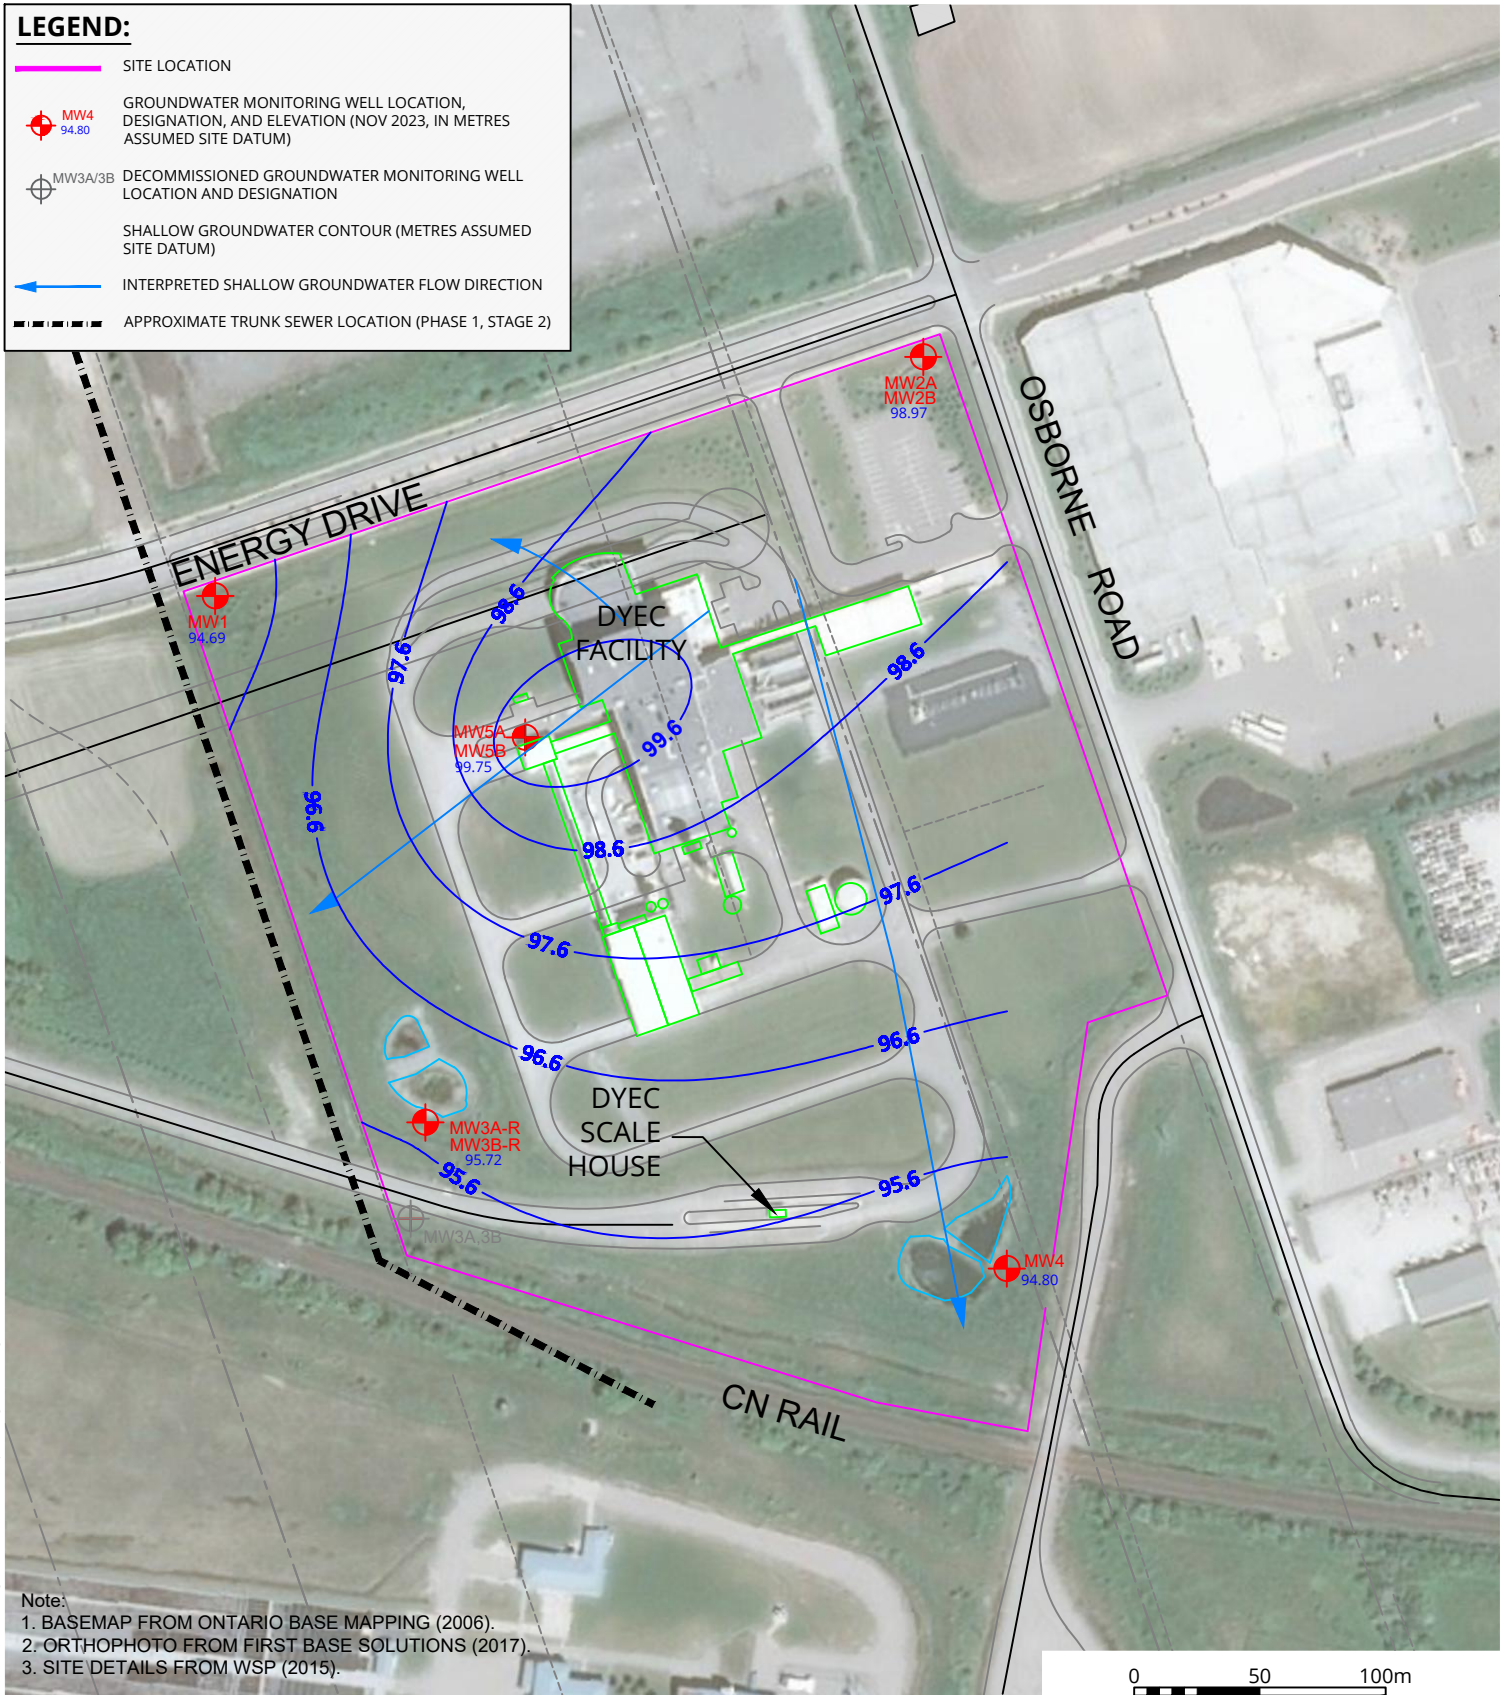 LEGEND:
SITE LOCATION
MW4
94.80
GROUNDWATER MONITORING WELL LOCATION,
DESIGNATION, AND ELEVATION (NOV 2023, IN METRES
ASSUMED SITE DATUM)
MW3A/3B
DECOMMISSIONED GROUNDWATER MONITORING WELL
LOCATION AND DESIGNATION
SHALLOW GROUNDWATER CONTOUR (METRES ASSUMED
SITE DATUM)
INTERPRETED SHALLOW GROUNDWATER FLOW DIRECTION
APPROXIMATE TRUNK SEWER LOCATION (PHASE 1, STAGE 2)
MW2A
MW2B
98.97
OSBORNE ROAD
ENERGY DRIVE
MW1
94.69
98.6
DYEC
FACILITY
97.6
98.6
MW5A
MW5B
99.75
99.6
96.6
98.6
97.6
97.6
96.6
96.6
DYEC
SCALE
HOUSE
MW3A-R
MW3B-R
95.72
95.6
95.6
MW3A,3B
MW4
94.80
CN RAIL
Note:
1. BASEMAP FROM ONTARIO BASE MAPPING (2006).
2. ORTHOPHOTO FROM FIRST BASE SOLUTIONS (2017).
3. SITE DETAILS FROM WSP (2015).
0 50 100m